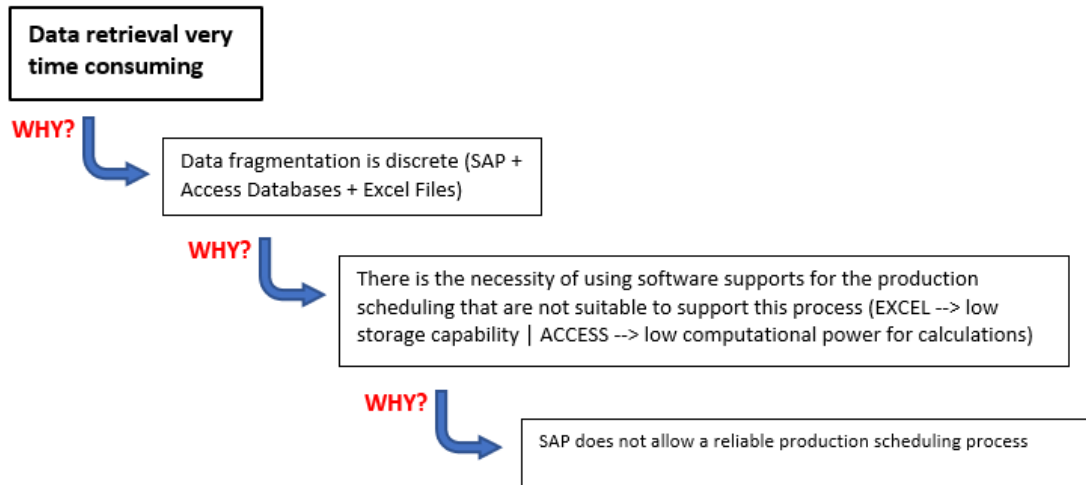 Data retrieval very
time consuming
WHY?
Data fragmentation is discrete (SAP +
Access Databases + Excel Files)
WHY?
There is the necessity of using software supports for the production
scheduling that are not suitable to support this process (EXCEL --> low
storage capability | ACCESS --> low computational power for calculations)
WHY?
SAP does not allow a reliable production scheduling process